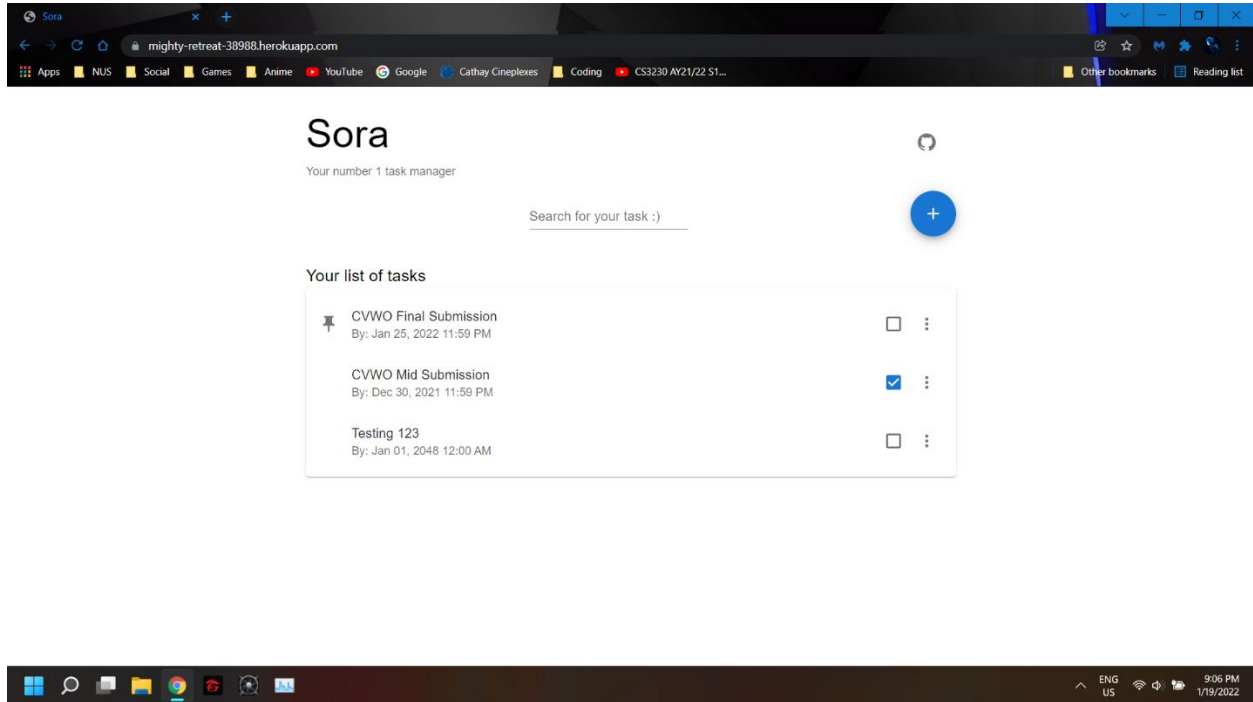 Sora
mighty-retreat-38988.herokuapp.com
Apps NUS Social Games Anime YouTube Google Cathay Cineplexes Coding CS3230 AY21/22 S1... Other bookmarks Reading list
Sora
Your number 1 task manager
Search for your task :)
Your list of tasks
CVWO Final Submission
By: Jan 25, 2022 11:59 PM
CVWO Mid Submission
By: Dec 30, 2021 11:59 PM
Testing 123
By: Jan 01, 2048 12:00 AM
ENG 9:06 PM
US 1/19/2022